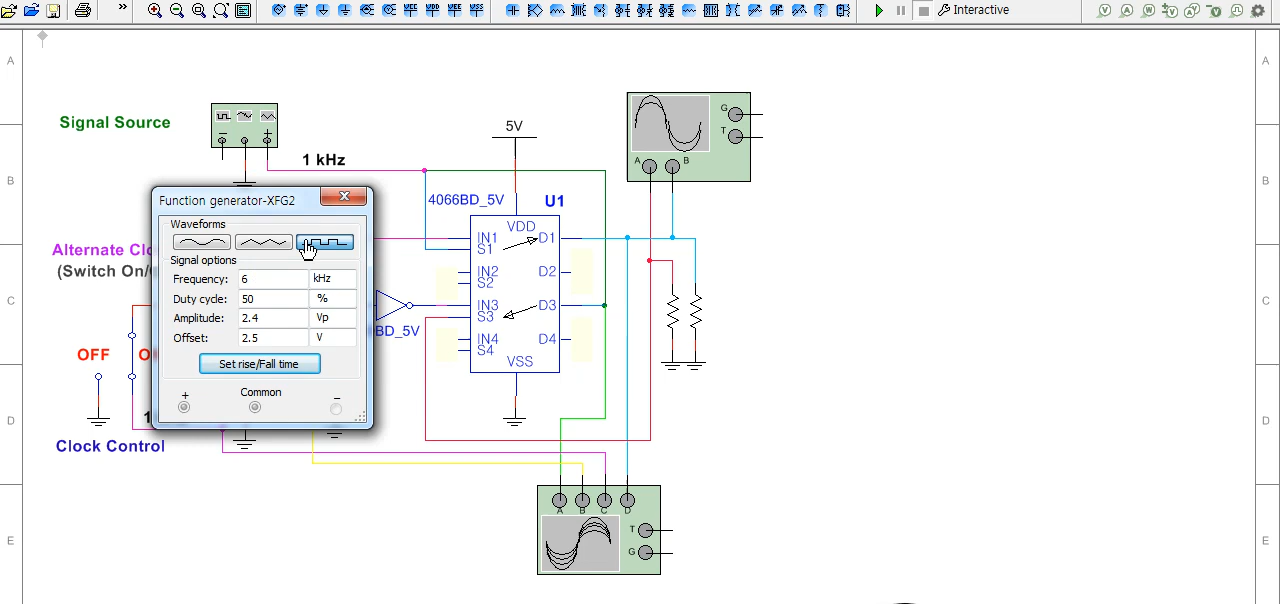 Interactive
A
A
Signal Source
5V
G
T
A
B
1 kHz
B
B
Function generator-XFG2
4066BD_5V
U1
Waveforms
VDD
Alternate Clo
IN1
D1
S1
(Switch On/
Signal options
IN2
D2
S2
Frequency:
6
kHz
C
C
Duty cycle:
50
%
IN3
D3
S3
Amplitude:
2.4
Vp
BD_5V
Offset:
2.5
V
IN4
D4
S4
OFF
O
Set rise/Fall time
VSS
Common
+
−
1
D
D
Clock Control
A
B
C
D
T
G
E
E